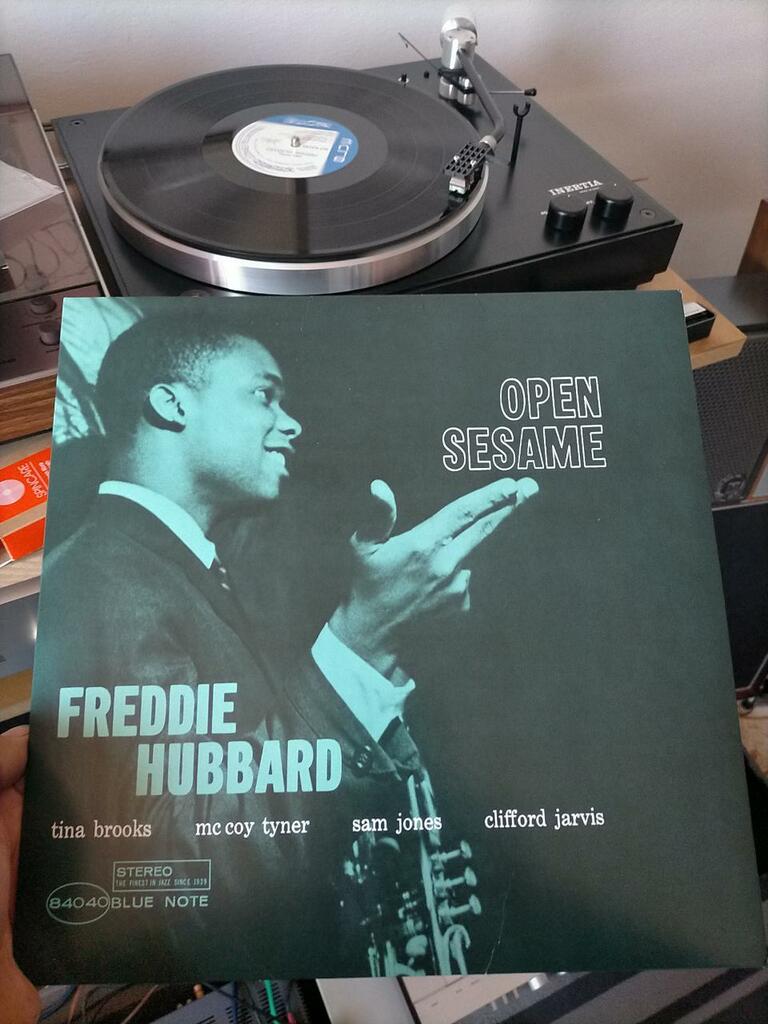 INERTIA
OPEN
SESAME
FREDDIE
HUBBARD
tina brooks mc coy tyner sam jones clifford jarvis
STEREO
THE FINEST IN JAZZ SINCE 1939
84040 BLUE NOTE
SPINCARE